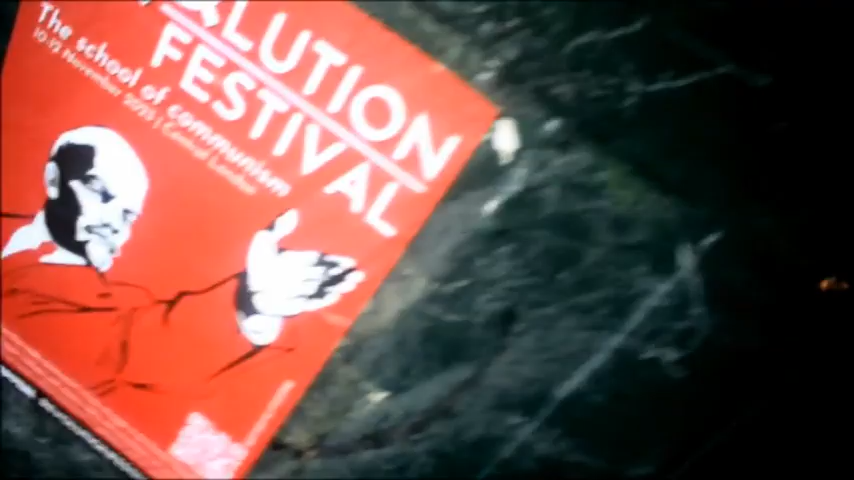 LUTION
FESTIVAL
The school of communism
10-12 November 2023 | Central London